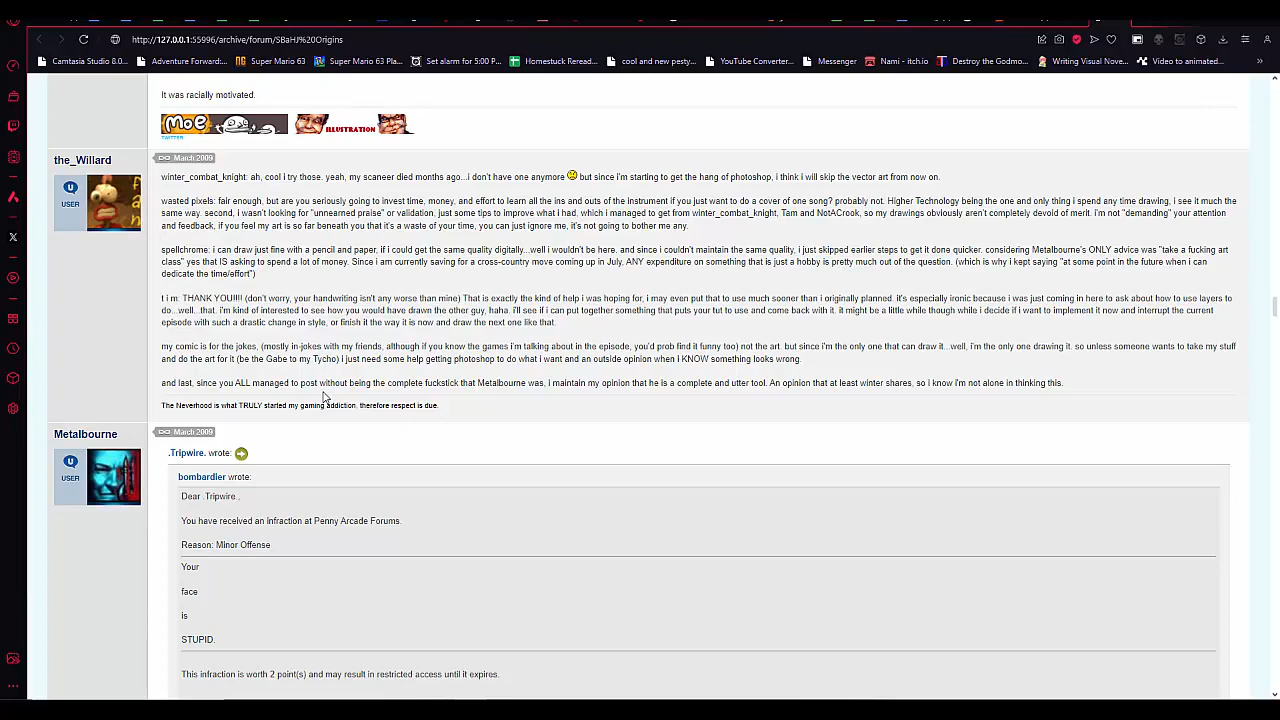 http://127.0.0.1:55996/archive/forum/SBaHJ%20Origins
Camtasia Studio 8.0... Adventure Forward:... Super Mario 63 Super Mario 63 Pla... Set alarm for 5:00 P... Homestuck Reread... cool and new pesty... YouTube Converter... Messenger Nami - itch.io Destroy the Godmo... Writing Visual Nove... Video to animated... »
It was racially motivated.
MOE ILLUSTRATION
TWITTER
the_Willard
March 2009
USER
winter_combat_knight: ah, cool i try those. yeah, my scaneer died months ago...i don't have one anymore but since i'm starting to get the hang of photoshop, i think i will skip the vector art from now on.
wasted pixels: fair enough, but are you seriously going to invest time, money, and effort to learn all the ins and outs of the instrument if you just want to do a cover of one song? probably not. Higher Technology being the one and only thing i spend any time drawing, i see it much the
same way. second, i wasn't looking for "unnearned praise" or validation, just some tips to improve what i had, which i managed to get from winter_combat_knight, Tam and NotACrook, so my drawings obviously aren't completely devoid of merit. i'm not "demanding" your attention
and feedback, if you feel my art is so far beneath you that it's a waste of your time, you can just ignore me, it's not going to bother me any.
spellchrome: i can draw just fine with a pencil and paper, if i could get the same quality digitally...well i wouldn't be here. and since i couldn't maintain the same quality, i just skipped earlier steps to get it done quicker. considering Metalbourne's ONLY advice was "take a fucking art
class" yes that IS asking to spend a lot of money. Since i am currently saving for a cross-country move coming up in July, ANY expenditure on something that is just a hobby is pretty much out of the question. (which is why i kept saying "at some point in the future when i can
dedicate the time/effort")
t i m: THANK YOU!!!! (don't worry, your handwriting isn't any worse than mine) That is exactly the kind of help i was hoping for, i may even put that to use much sooner than i originally planned. it's especially ironic because i was just coming in here to ask about how to use layers to
do...well...that. i'm kind of interested to see how you would have drawn the other guy, haha. i'll see if i can put together something that puts your tut to use and come back with it. it might be a little while though while i decide if i want to implement it now and interrupt the current
episode with such a drastic change in style, or finish it the way it is now and draw the next one like that.
my comic is for the jokes, (mostly in-jokes with my friends, although if you know the games i'm talking about in the episode, you'd prob find it funny too) not the art. but since i'm the only one that can draw it...well, i'm the only one drawing it. so unless someone wants to take my stuff
and do the art for it (be the Gabe to my Tycho) i just need some help getting photoshop to do what i want and an outside opinion when i KNOW something looks wrong.
and last, since you ALL managed to post without being the complete fuckstick that Metalbourne was, i maintain my opinion that he is a complete and utter tool. An opinion that at least winter shares, so i know i'm not alone in thinking this.
The Neverhood is what TRULY started my gaming addiction, therefore respect is due.
Metalbourne
March 2009
USER
.Tripwire. wrote:
bombardier wrote:
Dear .Tripwire.,
You have received an infraction at Penny Arcade Forums.
Reason: Minor Offense
Your
face
is
STUPID.
This infraction is worth 2 point(s) and may result in restricted access until it expires.